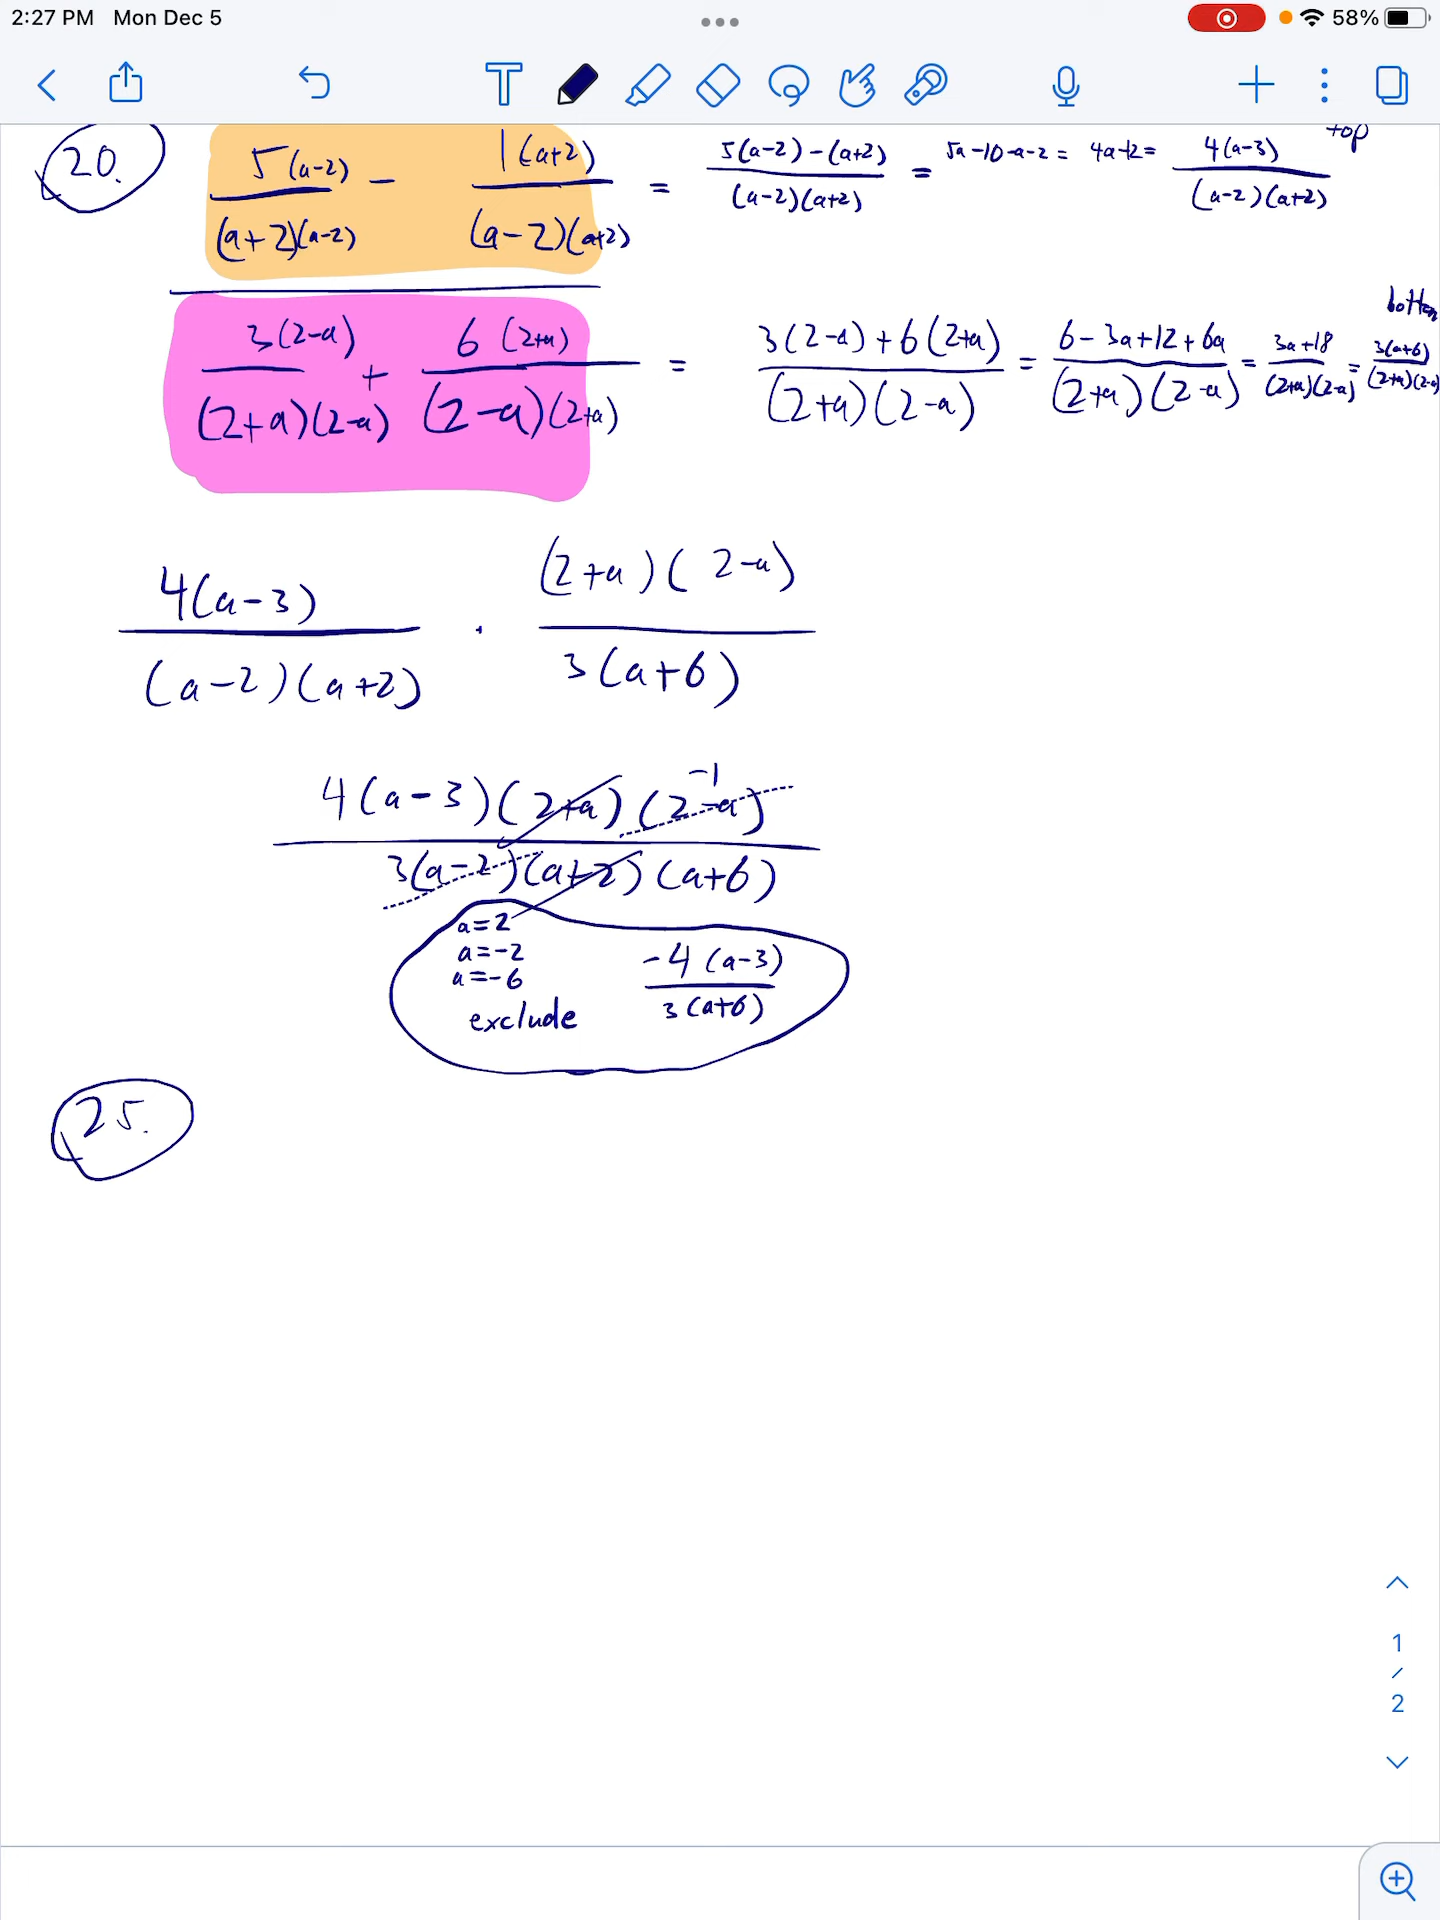 2:27 PM Mon Dec 5 58%
T
top
20. 5(a-2) - 1(a+2) = 5(a-2)-(a+2) = 5a-10-a-2 = 4a-12 = 4(a-3)
(a+2)(a-2) (a-2)(a+2) (a-2)(a+2) (a-2)(a+2)
bottom
3(2-a) + 6(2+a) = 3(2-a)+6(2+a) = 6-3a+12+6a = 3a+18 = 3(a+6)
(2+a)(2-a) (2-a)(2+a) (2+a)(2-a) (2+a)(2-a) (2+a)(2-a) (2+a)(2-a)
4(a-3) · (2+a)(2-a)
(a-2)(a+2) 3(a+6)
-1
4(a-3)(2+a)(2-a)
3(a-2)(a+2)(a+6)
a=2
a=-2 -4(a-3)
a=-6 3(a+6)
exclude
25.
1
/
2